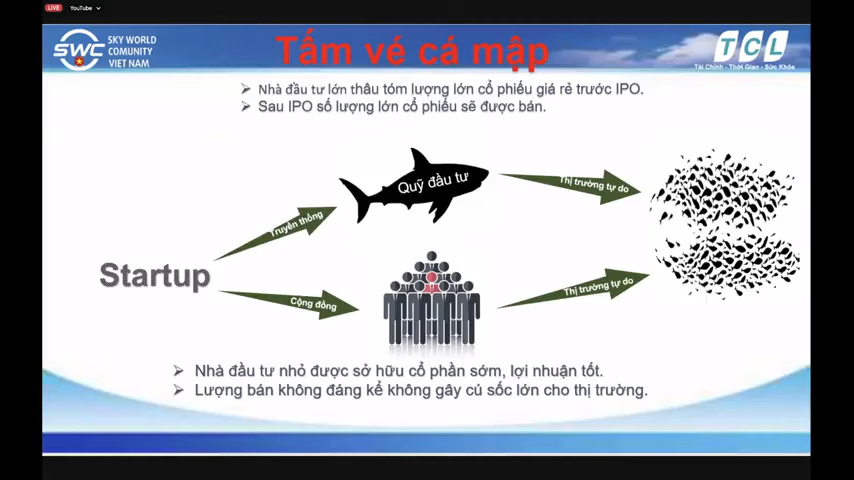 LIVE YouTube
SWC
SKY WORLD
COMUNITY
VIET NAM
Tấm vé cá mập
TCL
Tài Chính - Thời Gian - Sức Khỏe
Nhà đầu tư lớn thâu tóm lượng lớn cổ phiếu giá rẻ trước IPO.
Sau IPO số lượng lớn cổ phiếu sẽ được bán.
Quỹ đầu tư
Thị trường tự do
Truyền thống
Startup
Cộng đồng
Thị trường tự do
Nhà đầu tư nhỏ được sở hữu cổ phần sớm, lợi nhuận tốt.
Lượng bán không đáng kể không gây cú sốc lớn cho thị trường.